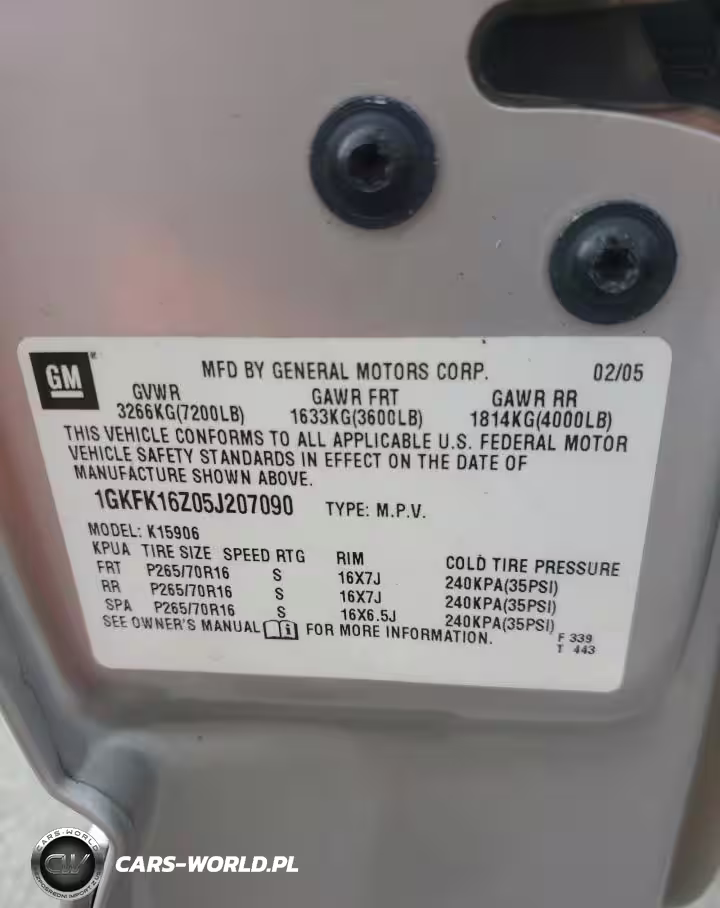 GM
MFD BY GENERAL MOTORS CORP. 02/05
GVWR GAWR FRT GAWR RR
3266KG(7200LB) 1633KG(3600LB) 1814KG(4000LB)
THIS VEHICLE CONFORMS TO ALL APPLICABLE U.S. FEDERAL MOTOR
VEHICLE SAFETY STANDARDS IN EFFECT ON THE DATE OF
MANUFACTURE SHOWN ABOVE.
1GKFK16Z05J207090 TYPE: M.P.V.
MODEL: K15906
KPUA TIRE SIZE SPEED RTG RIM COLD TIRE PRESSURE
FRT P265/70R16 S 16X7J 240KPA(35PSI)
RR P265/70R16 S 16X7J 240KPA(35PSI)
SPA P265/70R16 S 16X6.5J 240KPA(35PSI)
SEE OWNER'S MANUAL FOR MORE INFORMATION.
F 339
T 443
CARS-WORLD
CW
CARS-WORLD.PL